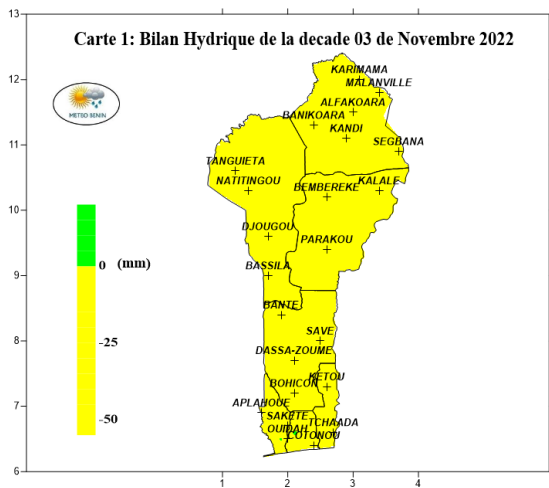 13
Carte 1: Bilan Hydrique de la decade 03 de Novembre 2022
12
KARIMAMA
MALANVILLE
METEO BENIN
ALFAKOARA
BANIKOARA
KANDI
11
SEGBANA
TANGUIETA
NATITINGOU
BEMBEREKE
KALALE
10
DJOUGOU
PARAKOU
0 (mm)
BASSILA
9
BANTE
-25
SAVE
8
DASSA-ZOUME
BOHICON
KETOU
7
APLAHOUE
-50
SAKETE
TCHAADA
OUIDAH
COTONOU
6
1
2
3
4